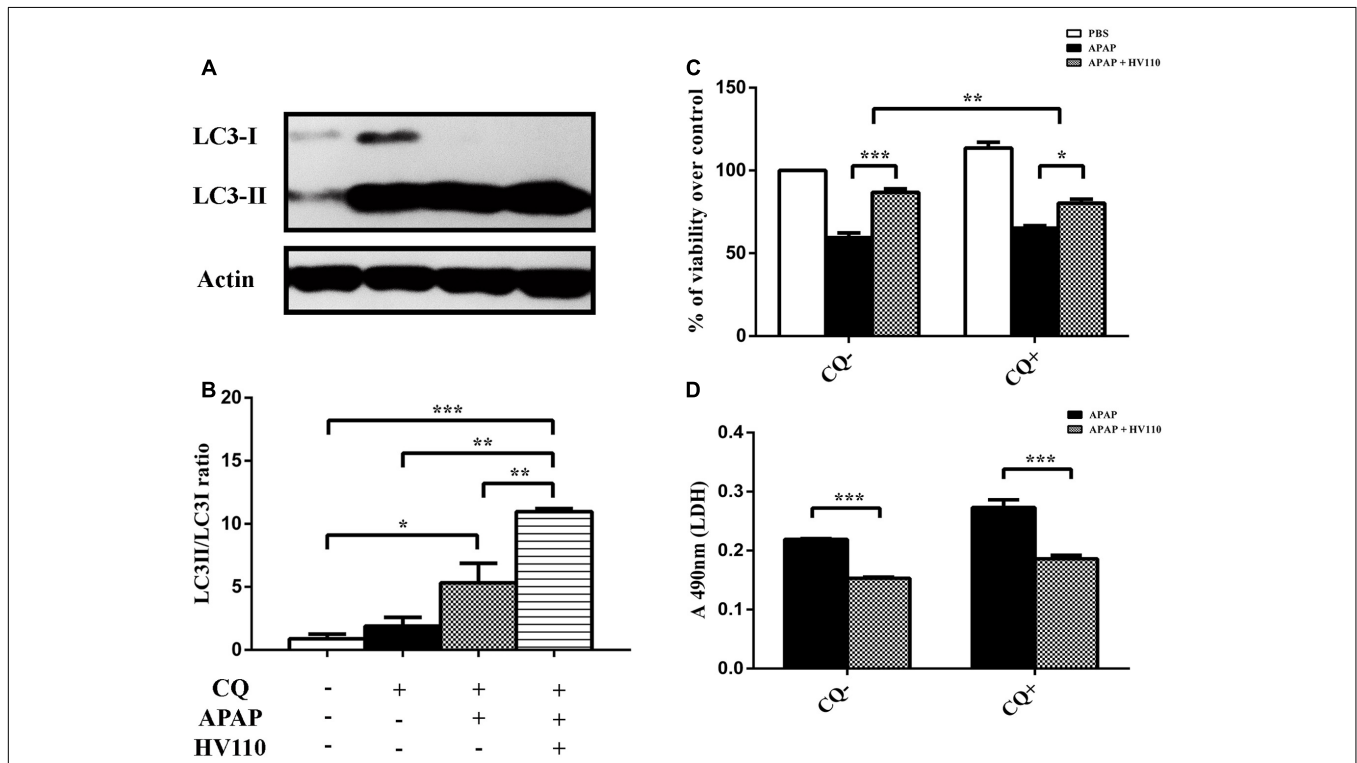 A
LC3-I
LC3-II
Actin
B
LC3II/LC3I ratio
20
15
10
5
0
***
**
**
*
CQ - + + +
APAP - - + +
HV110 - - - +
C
PBS
APAP
APAP + HV110
% of viability over control
150
100
50
0
**
***
*
CQ-
CQ+
D
APAP
APAP + HV110
A 490nm (LDH)
0.4
0.3
0.2
0.1
0.0
***
***
CQ-
CQ+